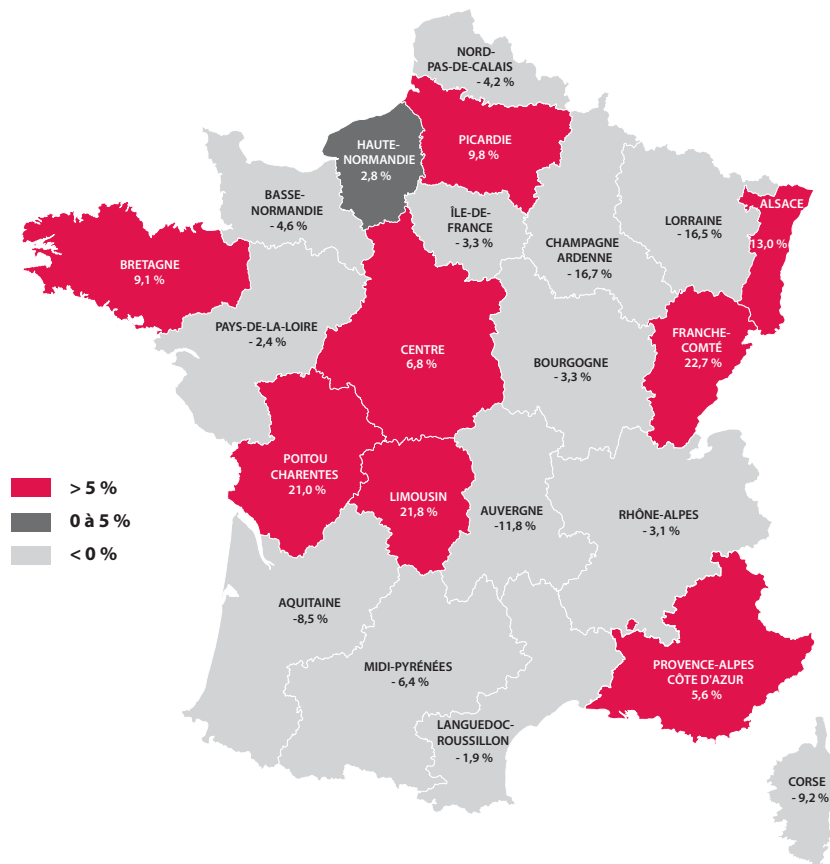 NORD-
PAS-DE-CALAIS
- 4,2 %
PICARDIE
9,8 %
HAUTE-
NORMANDIE
2,8 %
BASSE-
NORMANDIE
- 4,6 %
ÎLE-DE-
FRANCE
- 3,3 %
CHAMPAGNE
ARDENNE
- 16,7 %
LORRAINE
- 16,5 %
ALSACE
13,0 %
BRETAGNE
9,1 %
PAYS-DE-LA-LOIRE
- 2,4 %
CENTRE
6,8 %
BOURGOGNE
- 3,3 %
FRANCHE-
COMTÉ
22,7 %
POITOU
CHARENTES
21,0 %
LIMOUSIN
21,8 %
AUVERGNE
-11,8 %
RHÔNE-ALPES
- 3,1 %
> 5 %
0 à 5 %
< 0 %
AQUITAINE
-8,5 %
MIDI-PYRÉNÉES
- 6,4 %
PROVENCE-ALPES
CÔTE D'AZUR
5,6 %
LANGUEDOC-
ROUSSILLON
- 1,9 %
CORSE
- 9,2 %